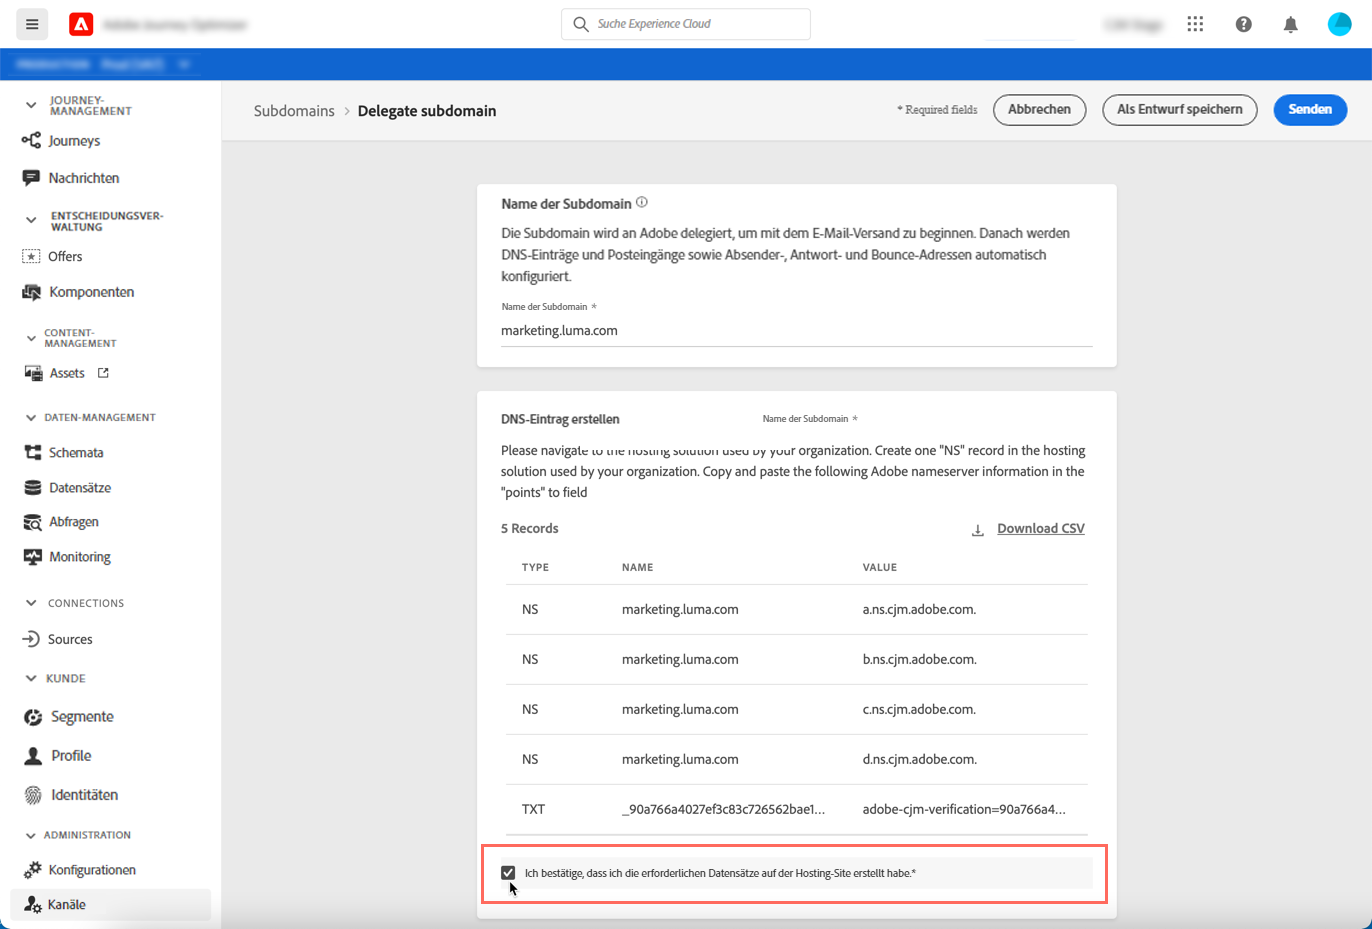 Suche Experience Cloud
JOURNEY-
MANAGEMENT
Journeys
Nachrichten
ENTSCHEIDUNGSVER-
WALTUNG
Offers
Komponenten
CONTENT-
MANAGEMENT
Assets
DATEN-MANAGEMENT
Schemata
Datensätze
Abfragen
Monitoring
CONNECTIONS
Sources
KUNDE
Segmente
Profile
Identitäten
ADMINISTRATION
Konfigurationen
Kanäle
Subdomains > Delegate subdomain
* Required fields
Abbrechen
Als Entwurf speichern
Senden
Name der Subdomain
Die Subdomain wird an Adobe delegiert, um mit dem E-Mail-Versand zu beginnen. Danach werden
DNS-Einträge und Posteingänge sowie Absender-, Antwort- und Bounce-Adressen automatisch
konfiguriert.
Name der Subdomain *
marketing.luma.com
DNS-Eintrag erstellen
Name der Subdomain *
Please navigate to the hosting solution used by your organization. Create one "NS" record in the hosting
solution used by your organization. Copy and paste the following Adobe nameserver information in the
"points" to field
5 Records
Download CSV
TYPE NAME VALUE
NS marketing.luma.com a.ns.cjm.adobe.com.
NS marketing.luma.com b.ns.cjm.adobe.com.
NS marketing.luma.com c.ns.cjm.adobe.com.
NS marketing.luma.com d.ns.cjm.adobe.com.
TXT _90a766a4027ef3c83c726562bae1... adobe-cjm-verification=90a766a4...
Ich bestätige, dass ich die erforderlichen Datensätze auf der Hosting-Site erstellt habe.*